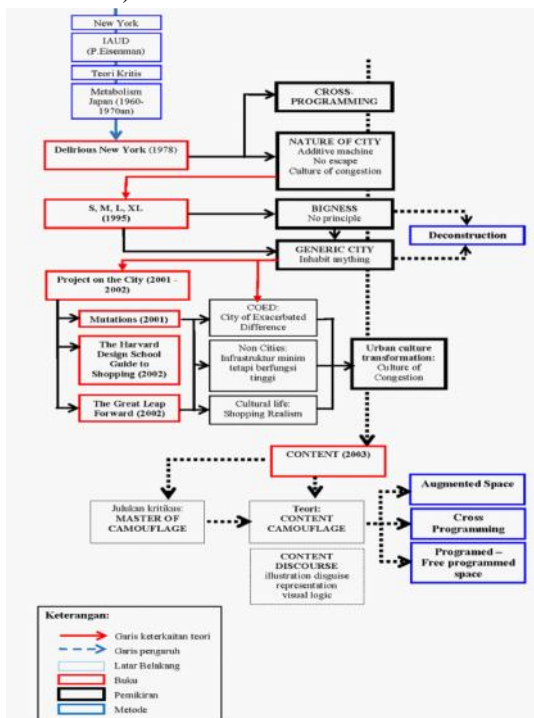 New York
IAUD
(P.Eisenman)
Teori Kritis
Metabolism
Japan (1960-
1970an)
Delirious New York (1978)
CROSS-
PROGRAMMING
NATURE OF CITY
Additive machine
No escape
Culture of congestion
S, M, L, XL
(1995)
BIGNESS
No principle
Deconstruction
GENERIC CITY
Inhabit anything
Project on the City (2001 -
2002)
Mutations (2001)
The Harvard
Design School
Guide to
Shopping (2002)
The Great Leap
Forward (2002)
COED:
City of Exacerbated
Difference
Non Cities:
Infrastruktur minim
tetapi berfungsi
tinggi
Cultural life:
Shopping Realism
Urban culture
transformation:
Culture of
Congestion
CONTENT (2003)
Julukan kritikus:
MASTER OF
CAMOUFLAGE
Teori:
CONTENT
CAMOUFLAGE
CONTENT
DISCOURSE
illustration disguise
representation
visual logic
Augmented Space
Cross
Programming
Programed –
Free programmed
space
Keterangan:
Garis keterkaitan teori
Garis pengaruh
Latar Belakang
Buku
Pemikiran
Metode